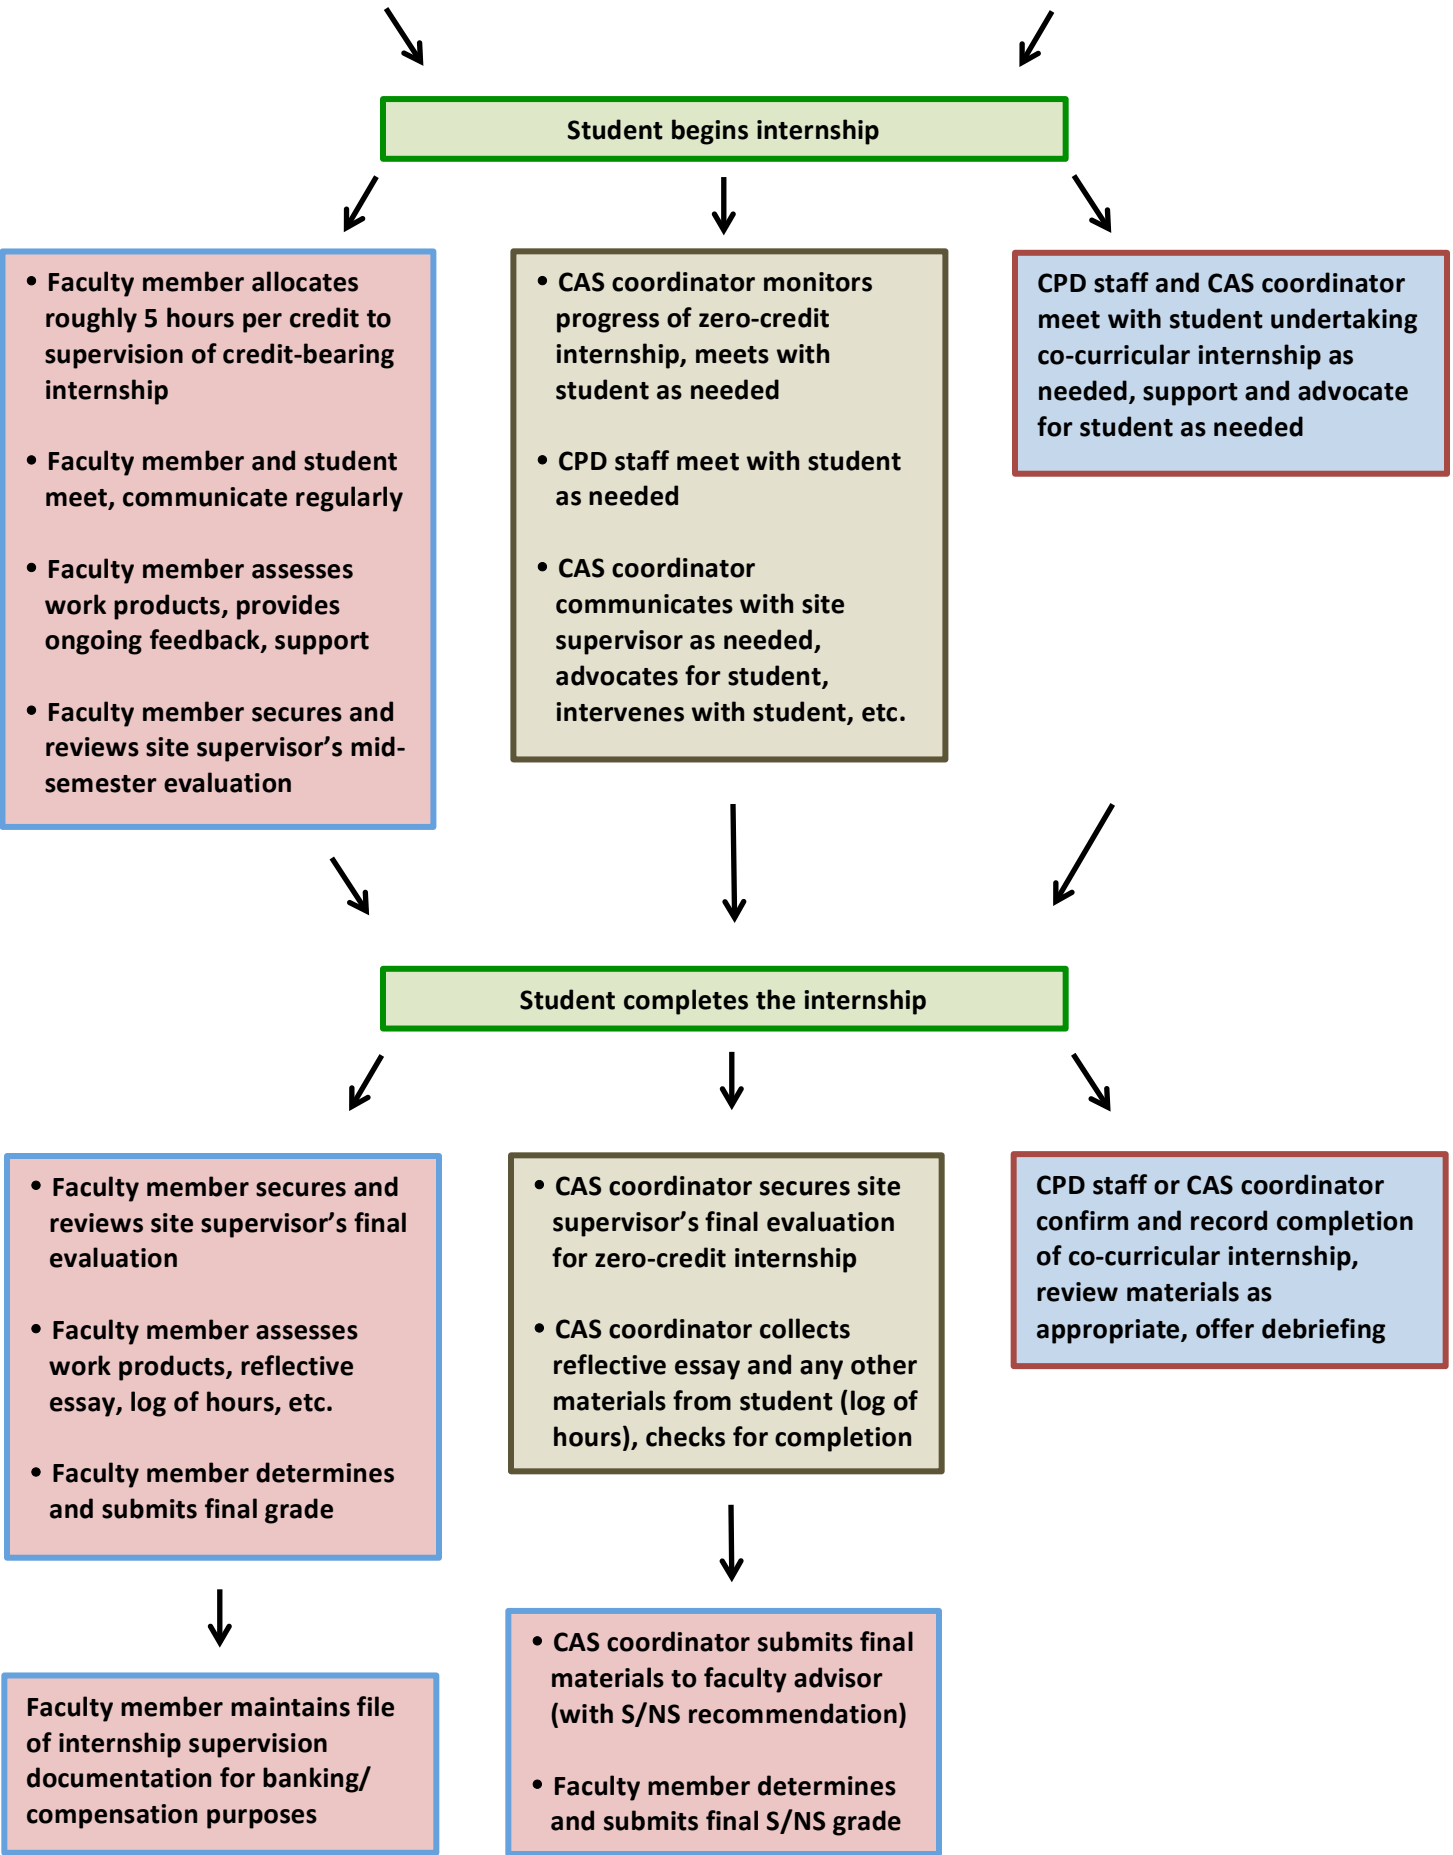 Student begins internship
• Faculty member allocates
roughly 5 hours per credit to
supervision of credit-bearing
internship
• Faculty member and student
meet, communicate regularly
• Faculty member assesses
work products, provides
ongoing feedback, support
• Faculty member secures and
reviews site supervisor’s mid-
semester evaluation
• CAS coordinator monitors
progress of zero-credit
internship, meets with
student as needed
• CPD staff meet with student
as needed
• CAS coordinator
communicates with site
supervisor as needed,
advocates for student,
intervenes with student, etc.
CPD staff and CAS coordinator
meet with student undertaking
co-curricular internship as
needed, support and advocate
for student as needed
Student completes the internship
• Faculty member secures and
reviews site supervisor’s final
evaluation
• Faculty member assesses
work products, reflective
essay, log of hours, etc.
• Faculty member determines
and submits final grade
• CAS coordinator secures site
supervisor’s final evaluation
for zero-credit internship
• CAS coordinator collects
reflective essay and any other
materials from student (log of
hours), checks for completion
CPD staff or CAS coordinator
confirm and record completion
of co-curricular internship,
review materials as
appropriate, offer debriefing
Faculty member maintains file
of internship supervision
documentation for banking/
compensation purposes
• CAS coordinator submits final
materials to faculty advisor
(with S/NS recommendation)
• Faculty member determines
and submits final S/NS grade